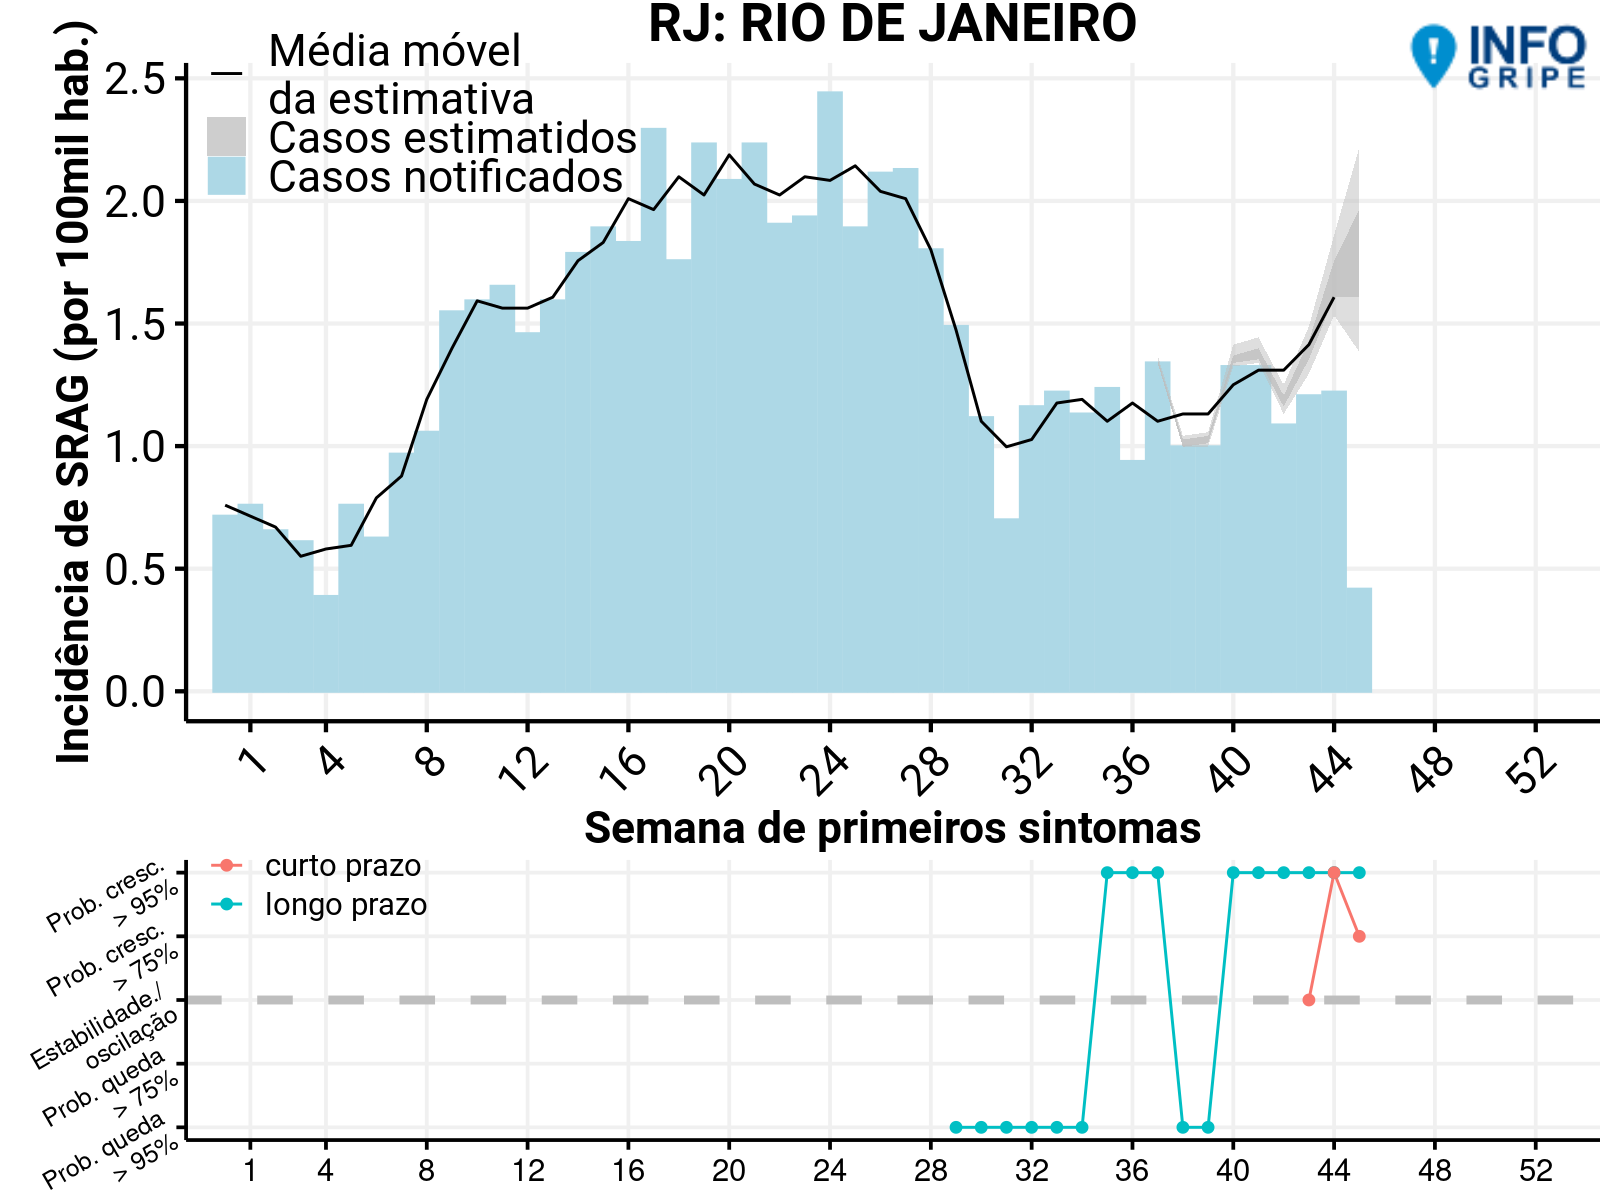 RJ: RIO DE JANEIRO
INFO
GRIPE
Incidência de SRAG (por 100mil hab.)
Média móvel
da estimativa
Casos estimatidos
Casos notificados
2.5
2.0
1.5
1.0
0.5
0.0
1 4 8 12 16 20 24 28 32 36 40 44 48 52
Semana de primeiros sintomas
curto prazo
longo prazo
Prob. cresc.
> 95%
Prob. cresc.
> 75%
Estabilidade./
oscilação
Prob. queda
> 75%
Prob. queda
> 95%
1 4 8 12 16 20 24 28 32 36 40 44 48 52